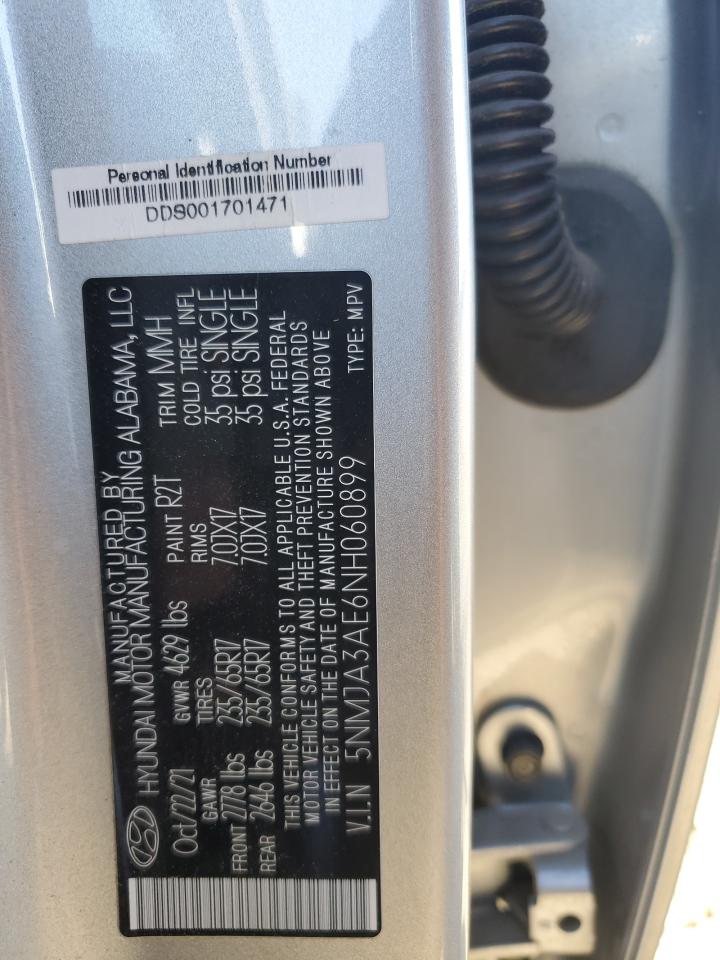 Personal Identification Number
DDS001701471
MANUFACTURED BY
HYUNDAI MOTOR MANUFACTURING ALABAMA, LLC
Oct/22/21 GVWR 4629 lbs PAINT R2T TRIM MMH
GAWR TIRES RIMS COLD TIRE INFL
FRONT 2778 lbs 235/65R17 7.0JX17 35 psi SINGLE
REAR 2646 lbs 235/65R17 7.0JX17 35 psi SINGLE
THIS VEHICLE CONFORMS TO ALL APPLICABLE U.S.A. FEDERAL
MOTOR VEHICLE SAFETY AND THEFT PREVENTION STANDARDS
IN EFFECT ON THE DATE OF MANUFACTURE SHOWN ABOVE
V.I.N 5NMJA3AE6NH060899 TYPE: MPV